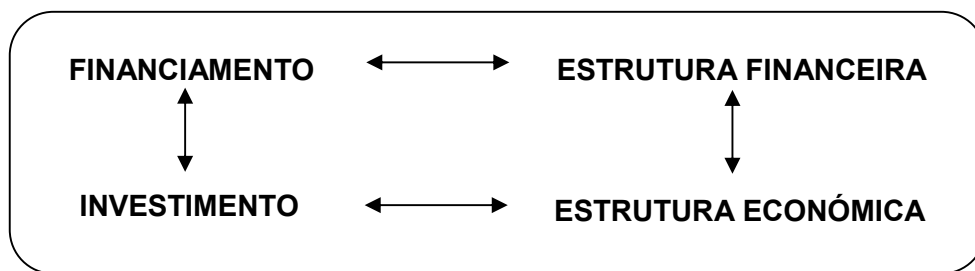 FINANCIAMENTO ESTRUTURA FINANCEIRA
INVESTIMENTO ESTRUTURA ECONÓMICA